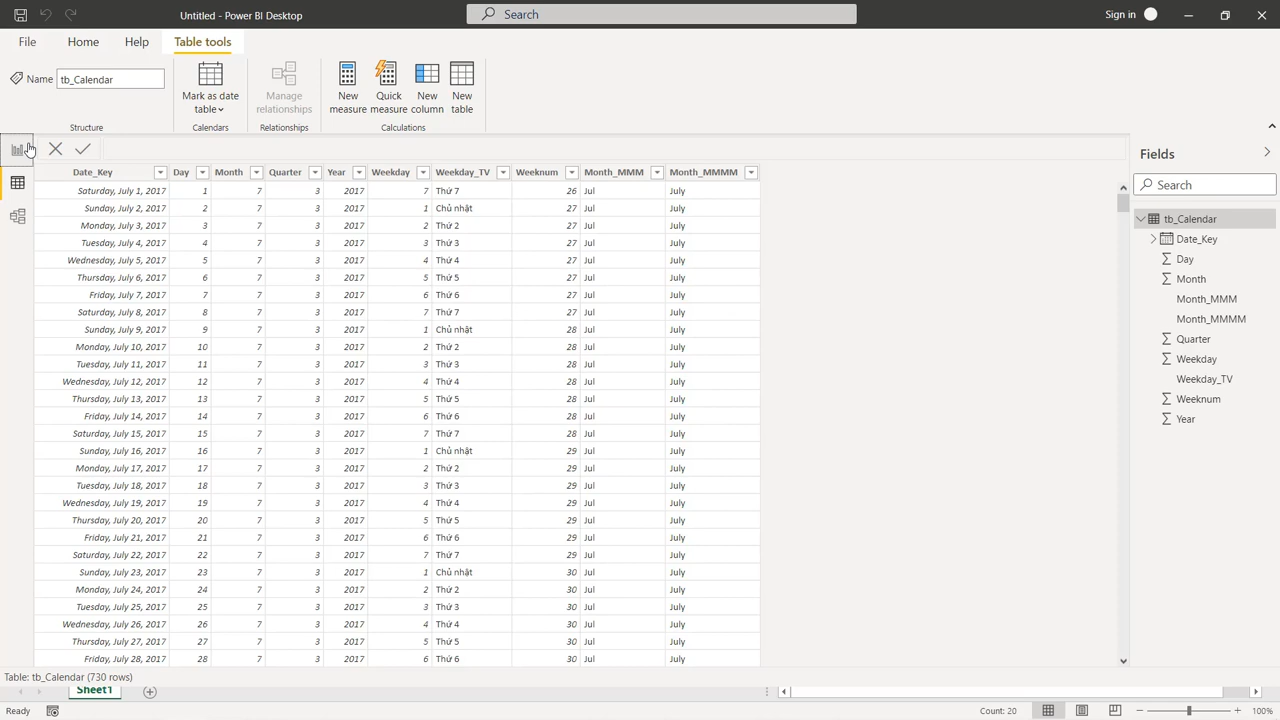 Untitled - Power BI Desktop
Search
Sign in
File Home Help Table tools
Name tb_Calendar
Mark as date table
Manage relationships
New measure
Quick measure
New column
New table
Structure Calendars Relationships Calculations
Date_Key Day Month Quarter Year Weekday Weekday_TV Weeknum Month_MMM Month_MMMM
Saturday, July 1, 2017 1 7 3 2017 7 Thứ 7 26 Jul July
Sunday, July 2, 2017 2 7 3 2017 1 Chủ nhật 27 Jul July
Monday, July 3, 2017 3 7 3 2017 2 Thứ 2 27 Jul July
Tuesday, July 4, 2017 4 7 3 2017 3 Thứ 3 27 Jul July
Wednesday, July 5, 2017 5 7 3 2017 4 Thứ 4 27 Jul July
Thursday, July 6, 2017 6 7 3 2017 5 Thứ 5 27 Jul July
Friday, July 7, 2017 7 7 3 2017 6 Thứ 6 27 Jul July
Saturday, July 8, 2017 8 7 3 2017 7 Thứ 7 27 Jul July
Sunday, July 9, 2017 9 7 3 2017 1 Chủ nhật 28 Jul July
Monday, July 10, 2017 10 7 3 2017 2 Thứ 2 28 Jul July
Tuesday, July 11, 2017 11 7 3 2017 3 Thứ 3 28 Jul July
Wednesday, July 12, 2017 12 7 3 2017 4 Thứ 4 28 Jul July
Thursday, July 13, 2017 13 7 3 2017 5 Thứ 5 28 Jul July
Friday, July 14, 2017 14 7 3 2017 6 Thứ 6 28 Jul July
Saturday, July 15, 2017 15 7 3 2017 7 Thứ 7 28 Jul July
Sunday, July 16, 2017 16 7 3 2017 1 Chủ nhật 29 Jul July
Monday, July 17, 2017 17 7 3 2017 2 Thứ 2 29 Jul July
Tuesday, July 18, 2017 18 7 3 2017 3 Thứ 3 29 Jul July
Wednesday, July 19, 2017 19 7 3 2017 4 Thứ 4 29 Jul July
Thursday, July 20, 2017 20 7 3 2017 5 Thứ 5 29 Jul July
Friday, July 21, 2017 21 7 3 2017 6 Thứ 6 29 Jul July
Saturday, July 22, 2017 22 7 3 2017 7 Thứ 7 29 Jul July
Sunday, July 23, 2017 23 7 3 2017 1 Chủ nhật 30 Jul July
Monday, July 24, 2017 24 7 3 2017 2 Thứ 2 30 Jul July
Tuesday, July 25, 2017 25 7 3 2017 3 Thứ 3 30 Jul July
Wednesday, July 26, 2017 26 7 3 2017 4 Thứ 4 30 Jul July
Thursday, July 27, 2017 27 7 3 2017 5 Thứ 5 30 Jul July
Friday, July 28, 2017 28 7 3 2017 6 Thứ 6 30 Jul July
Fields
Search
tb_Calendar
Date_Key
Day
Month
Month_MMM
Month_MMMM
Quarter
Weekday
Weekday_TV
Weeknum
Year
Table: tb_Calendar (730 rows)
Sheet1
Ready
Count: 20
100%